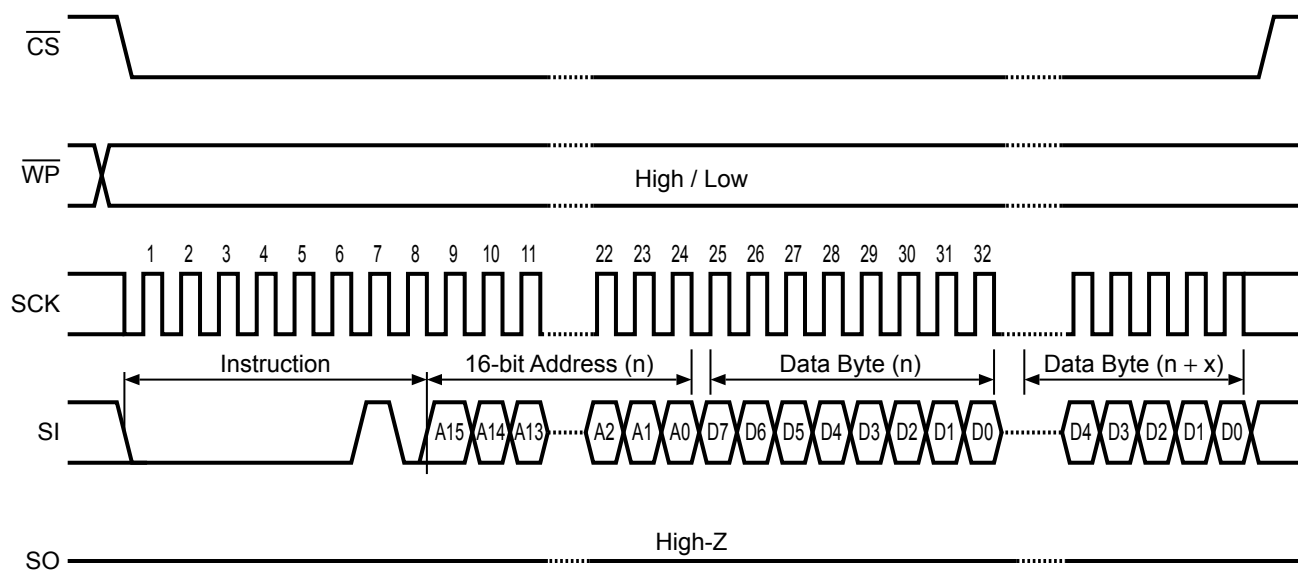 CS
WP
High / Low
1 2 3 4 5 6 7 8 9 10 11 22 23 24 25 26 27 28 29 30 31 32
SCK
Instruction 16-bit Address (n) Data Byte (n) Data Byte (n + x)
SI A15 A14 A13 A2 A1 A0 D7 D6 D5 D4 D3 D2 D1 D0 D4 D3 D2 D1 D0
High-Z
SO